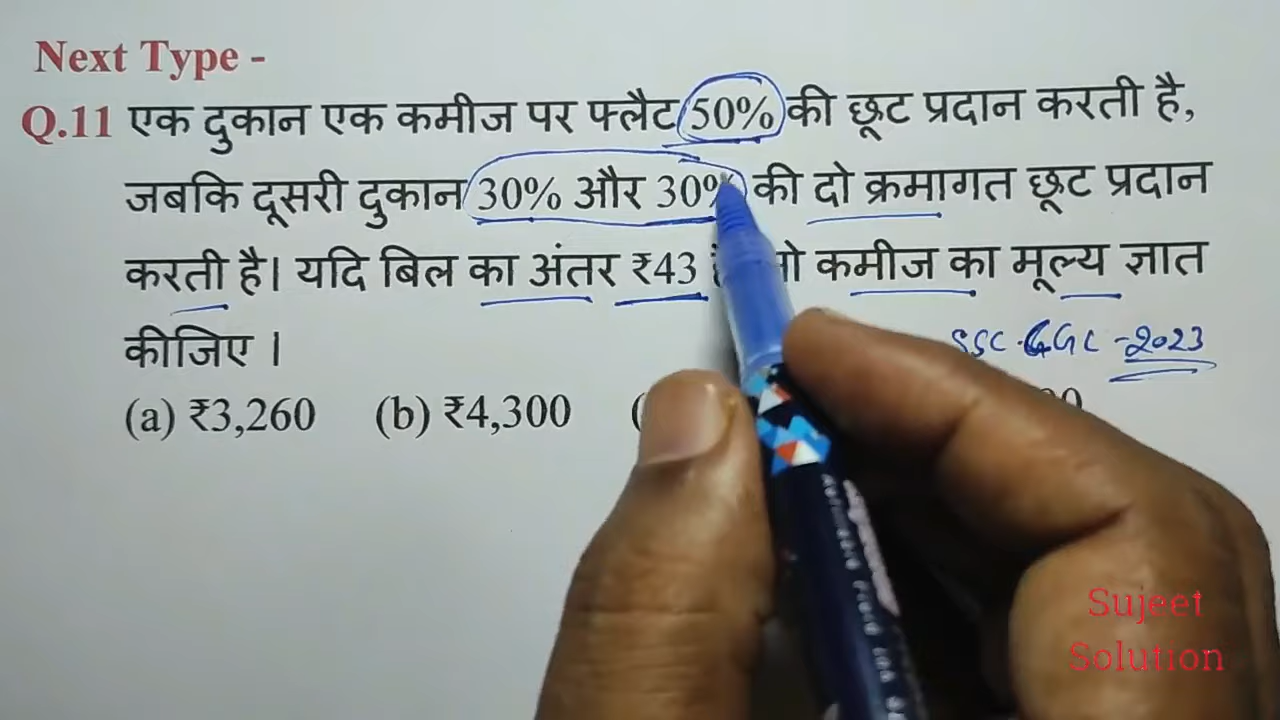 Next Type -
Q.11 एक दुकान एक कमीज पर फ्लैट 50% की छूट प्रदान करती है,
जबकि दूसरी दुकान 30% और 30% की दो क्रमागत छूट प्रदान
करती है। यदि बिल का अंतर ₹43 कमीज का मूल्य ज्ञात
कीजिए ।
SSC CGL - 2023
(a) ₹3,260 (b) ₹4,300
Sujeet
Solution